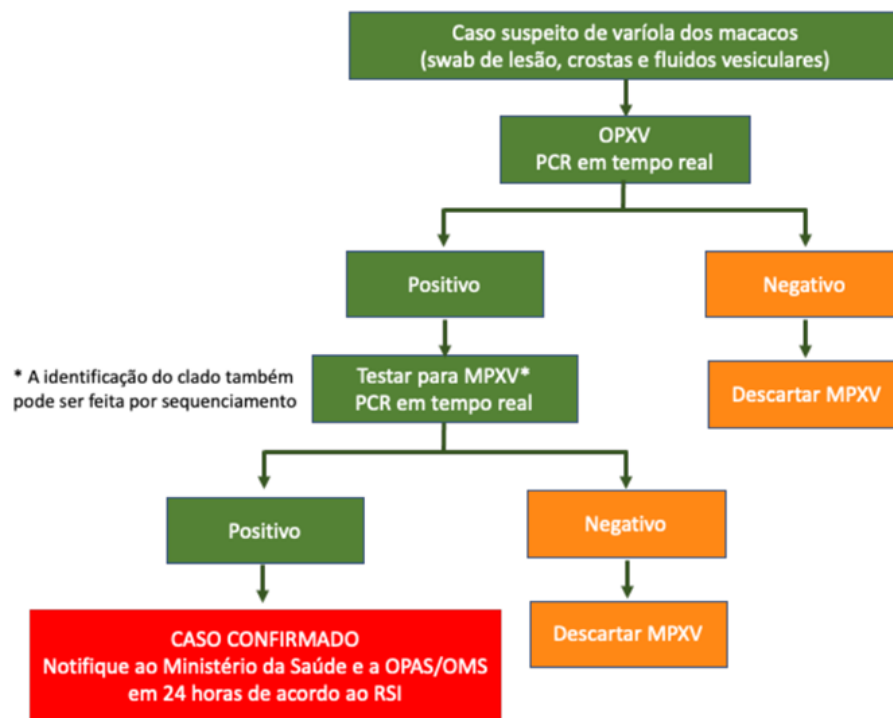 Caso suspeito de varíola dos macacos
(swab de lesão, crostas e fluidos vesiculares)
OPXV
PCR em tempo real
Positivo
Negativo
* A identificação do clado também
pode ser feita por sequenciamento
Testar para MPXV*
PCR em tempo real
Descartar MPXV
Positivo
Negativo
CASO CONFIRMADO
Notifique ao Ministério da Saúde e a OPAS/OMS
em 24 horas de acordo ao RSI
Descartar MPXV